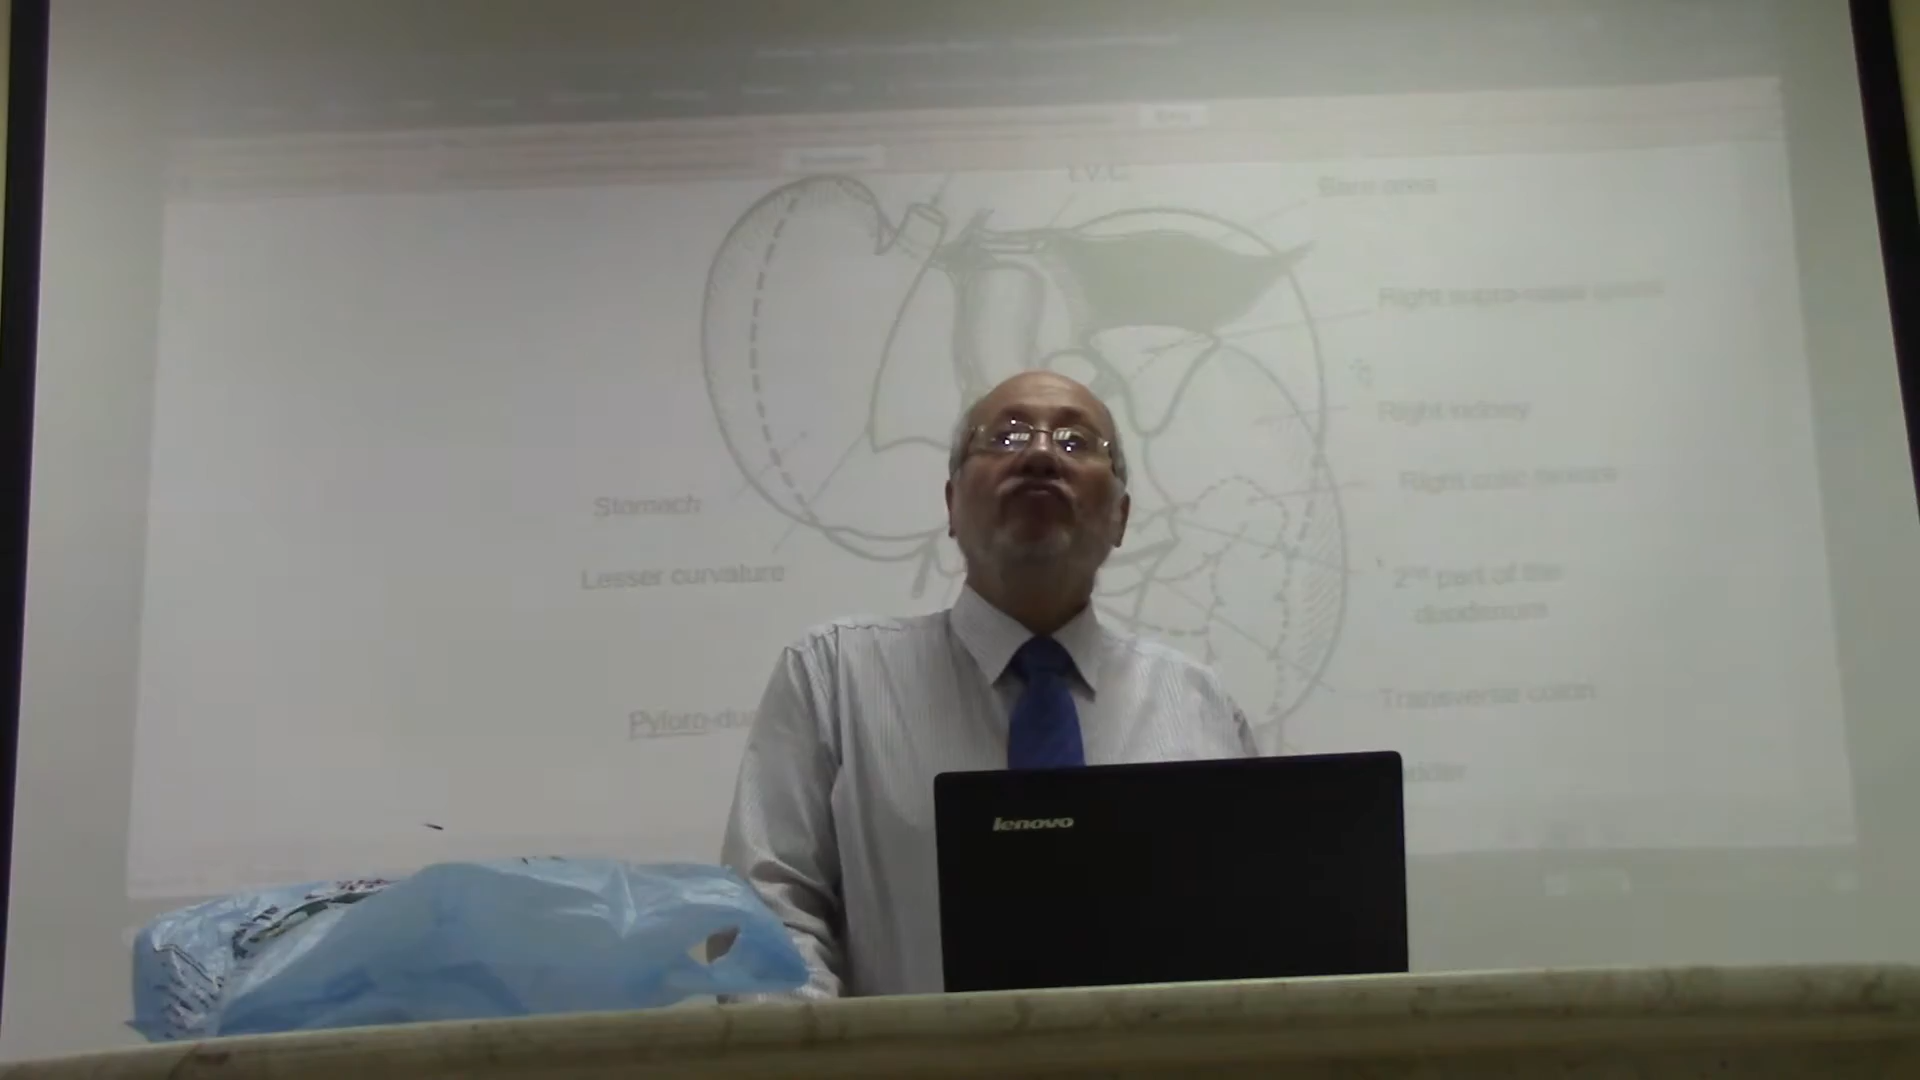 I.V.C.
Bare area
Right supra-renal gland
Right kidney
Right colic flexure
Stomach
2nd part of the
duodenum
Lesser curvature
Transverse colon
Pyloro-duo
lenovo